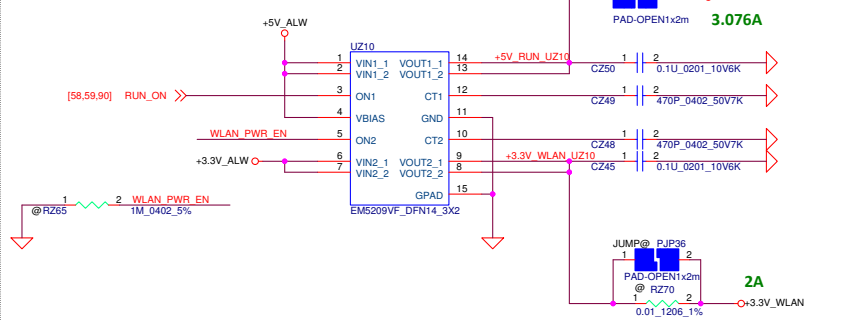 PAD-OPEN1x2m
3.076A
+5V_ALW
UZ10
1 VIN1_1 VOUT1_1 14 +5V_RUN_UZ10
2 VIN1_2 VOUT1_2 13
CZ50 1 2 0.1U_0201_10V6K
[58,59,90] RUN_ON 3 ON1 CT1 12
CZ49 1 2 470P_0402_50V7K
4 VBIAS GND 11
WLAN_PWR_EN 5 ON2 CT2 10
CZ48 1 2 470P_0402_50V7K
+3.3V_ALW 6 VIN2_1 VOUT2_1 9 +3.3V_WLAN_UZ10
7 VIN2_2 VOUT2_2 8
CZ45 1 2 0.1U_0201_10V6K
GPAD 15
EM5209VF_DFN14_3X2
1 2 WLAN_PWR_EN
@RZ65 1M_0402_5%
JUMP@ PJP36
1 2
PAD-OPEN1x2m
@ RZ70
2A
1 2 +3.3V_WLAN
0.01_1206_1%